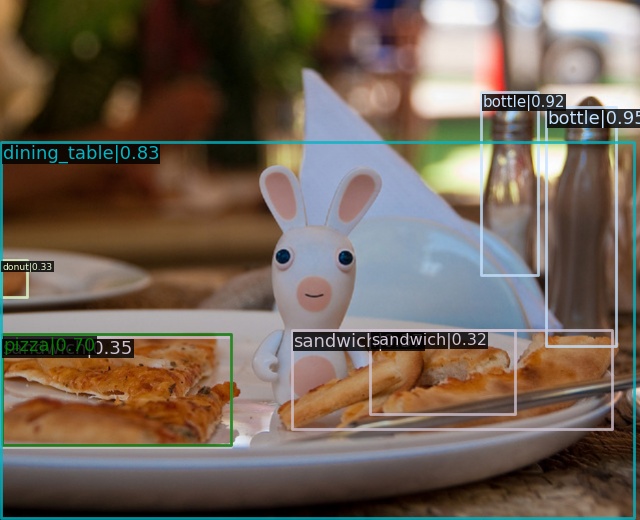 bottle|0.92
bottle|0.95
dining_table|0.83
donut|0.33
pizza|0.70
0.35
sandwich
sandwich|0.32